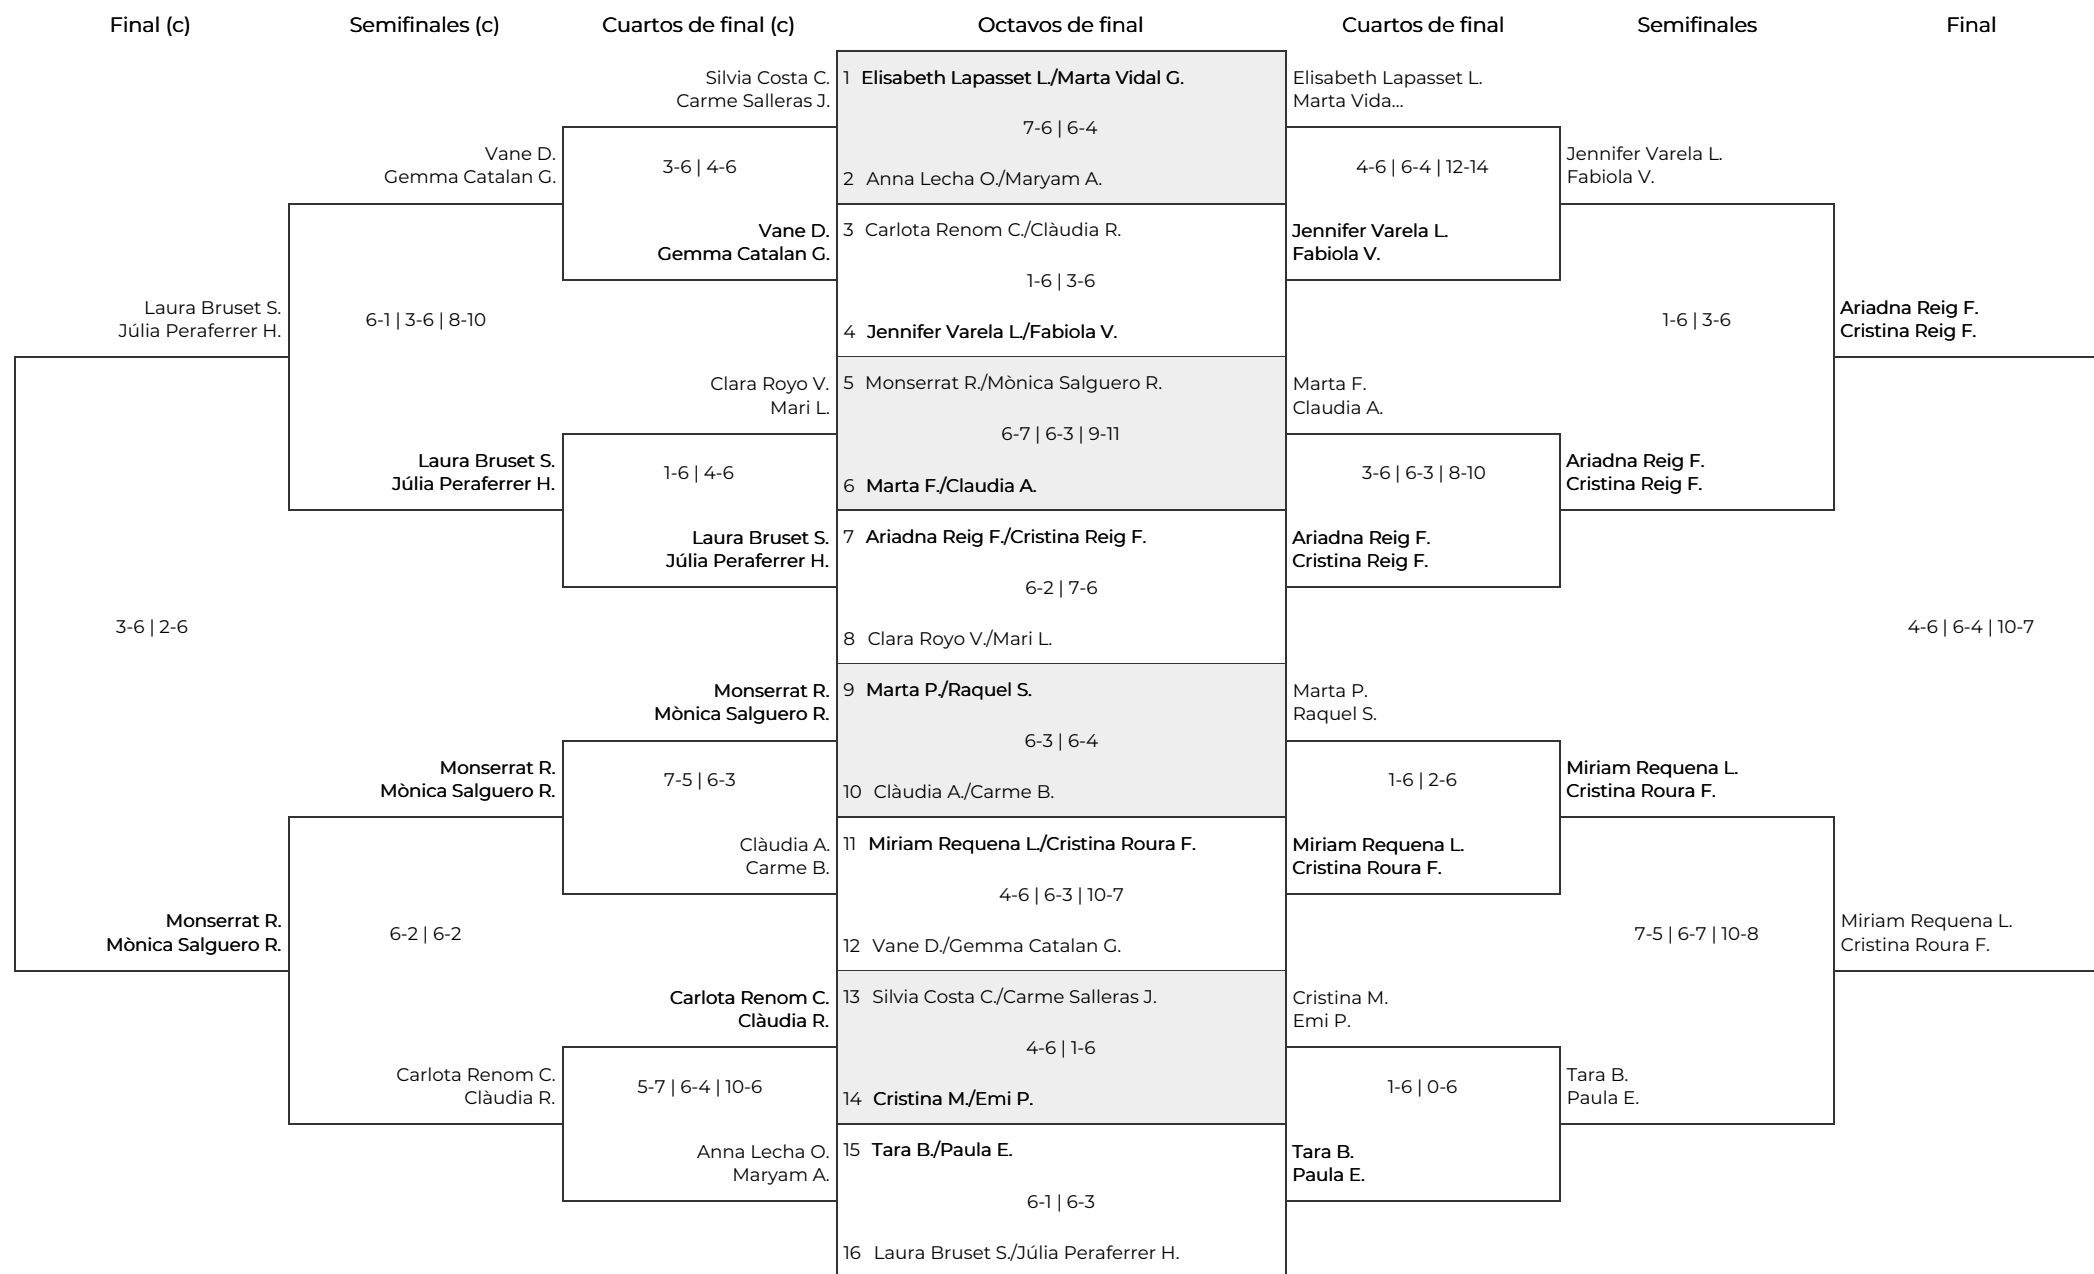 Final (c)
Semifinales (c)
Cuartos de final (c)
Octavos de final
Cuartos de final
Semifinales
Final
Laura Bruset S.
Júlia Peraferrer H.
3-6 | 2-6
Monserrat R.
Mònica Salguero R.
Vane D.
Gemma Catalan G.
6-1 | 3-6 | 8-10
Laura Bruset S.
Júlia Peraferrer H.
Monserrat R.
Mònica Salguero R.
6-2 | 6-2
Carlota Renom C.
Clàudia R.
Silvia Costa C.
Carme Salleras J.
3-6 | 4-6
Vane D.
Gemma Catalan G.
Clara Royo V.
Mari L.
1-6 | 4-6
Laura Bruset S.
Júlia Peraferrer H.
Monserrat R.
Mònica Salguero R.
7-5 | 6-3
Clàudia A.
Carme B.
Carlota Renom C.
Clàudia R.
5-7 | 6-4 | 10-6
Anna Lecha O.
Maryam A.
1 Elisabeth Lapasset L./Marta Vidal G.
7-6 | 6-4
2 Anna Lecha O./Maryam A.
3 Carlota Renom C./Clàudia R.
1-6 | 3-6
4 Jennifer Varela L./Fabiola V.
5 Monserrat R./Mònica Salguero R.
6-7 | 6-3 | 9-11
6 Marta F./Claudia A.
7 Ariadna Reig F./Cristina Reig F.
6-2 | 7-6
8 Clara Royo V./Mari L.
9 Marta P./Raquel S.
6-3 | 6-4
10 Clàudia A./Carme B.
11 Miriam Requena L./Cristina Roura F.
4-6 | 6-3 | 10-7
12 Vane D./Gemma Catalan G.
13 Silvia Costa C./Carme Salleras J.
4-6 | 1-6
14 Cristina M./Emi P.
15 Tara B./Paula E.
6-1 | 6-3
16 Laura Bruset S./Júlia Peraferrer H.
Elisabeth Lapasset L.
Marta Vida...
4-6 | 6-4 | 12-14
Jennifer Varela L.
Fabiola V.
Marta F.
Claudia A.
3-6 | 6-3 | 8-10
Ariadna Reig F.
Cristina Reig F.
Marta P.
Raquel S.
1-6 | 2-6
Miriam Requena L.
Cristina Roura F.
Cristina M.
Emi P.
1-6 | 0-6
Tara B.
Paula E.
Jennifer Varela L.
Fabiola V.
1-6 | 3-6
Ariadna Reig F.
Cristina Reig F.
Miriam Requena L.
Cristina Roura F.
7-5 | 6-7 | 10-8
Tara B.
Paula E.
Ariadna Reig F.
Cristina Reig F.
4-6 | 6-4 | 10-7
Miriam Requena L.
Cristina Roura F.